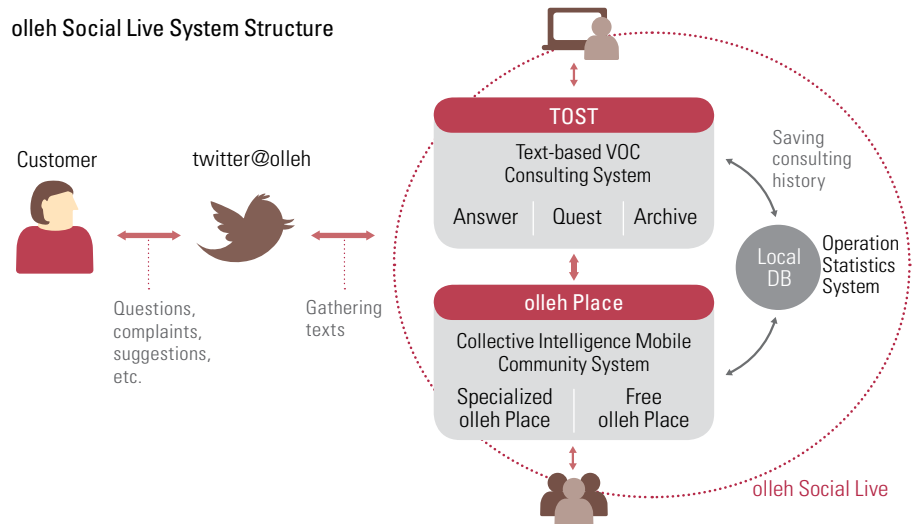 olleh Social Live System Structure
Customer
twitter@olleh
Questions,
complaints,
suggestions,
etc.
Gathering
texts
TOST
Text-based VOC
Consulting System
Answer
Quest
Archive
olleh Place
Collective Intelligence Mobile
Community System
Specialized
olleh Place
Free
olleh Place
Saving
consulting
history
Local
DB
Operation
Statistics
System
olleh Social Live